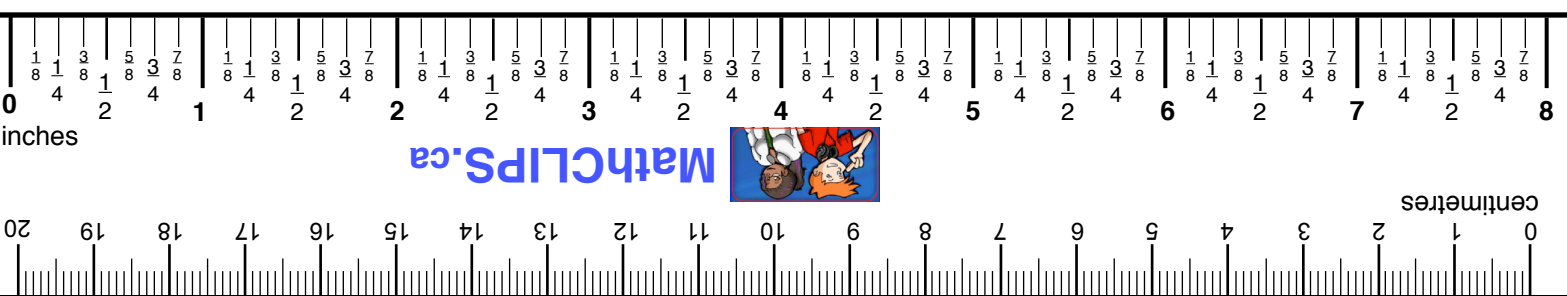 1/8 1/4 3/8 1/2 5/8 3/4 7/8 1/8 1/4 3/8 1/2 5/8 3/4 7/8 1/8 1/4 3/8 1/2 5/8 3/4 7/8 1/8 1/4 3/8 1/2 5/8 3/4 7/8 1/8 1/4 3/8 1/2 5/8 3/4 7/8 1/8 1/4 3/8 1/2 5/8 3/4 7/8 1/8 1/4 3/8 1/2 5/8 3/4 7/8 1/8 1/4 3/8 1/2 5/8 3/4 7/8
0 1 2 3 4 5 6 7 8
inches
MathCLIPS.ca
centimetres
0 1 2 3 4 5 6 7 8 9 10 11 12 13 14 15 16 17 18 19 20